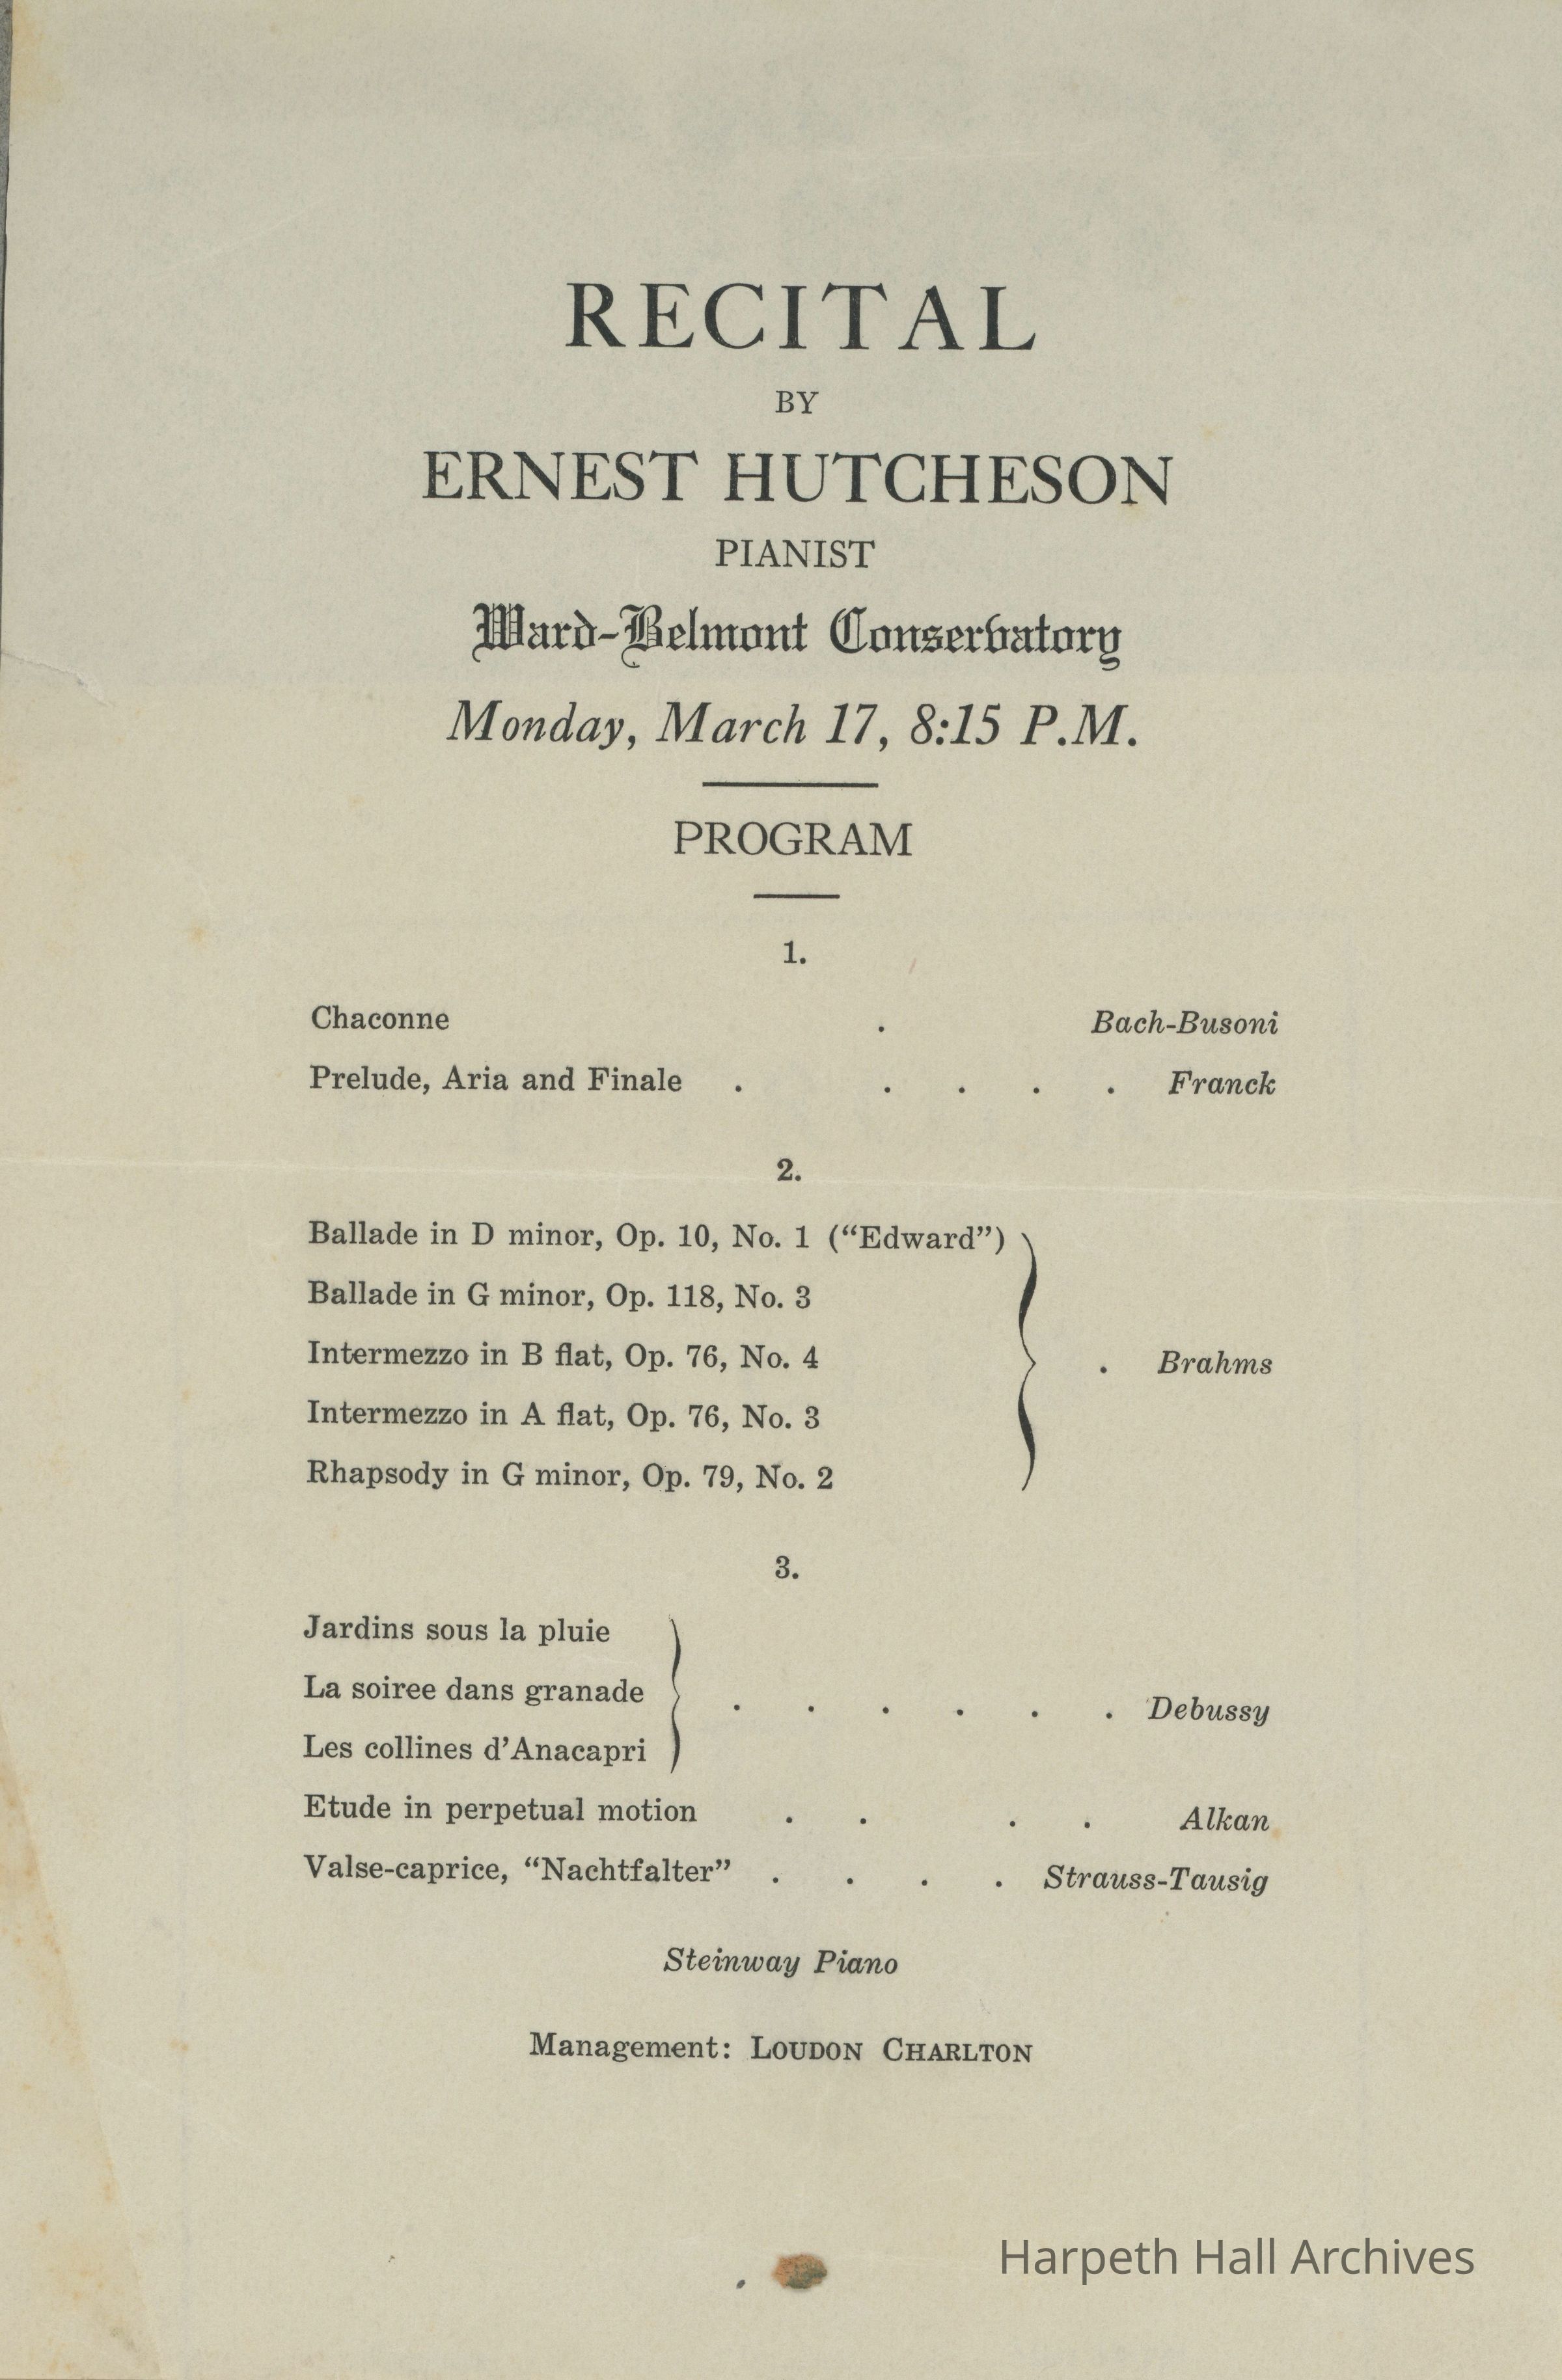 RECITAL
BY
ERNEST HUTCHESON
PIANIST
Ward-Belmont Conservatory
Monday, March 17, 8:15 P.M.
PROGRAM
1.
Chaconne . Bach-Busoni
Prelude, Aria and Finale . . . . . Franck
2.
Ballade in D minor, Op. 10, No. 1 (“Edward”)
Ballade in G minor, Op. 118, No. 3
Intermezzo in B flat, Op. 76, No. 4 . Brahms
Intermezzo in A flat, Op. 76, No. 3
Rhapsody in G minor, Op. 79, No. 2
3.
Jardins sous la pluie
La soiree dans granade . . . . . . Debussy
Les collines d’Anacapri
Etude in perpetual motion . . . . Alkan
Valse-caprice, “Nachtfalter” . . . . Strauss-Tausig
Steinway Piano
Management: LOUDON CHARLTON
Harpeth Hall Archives